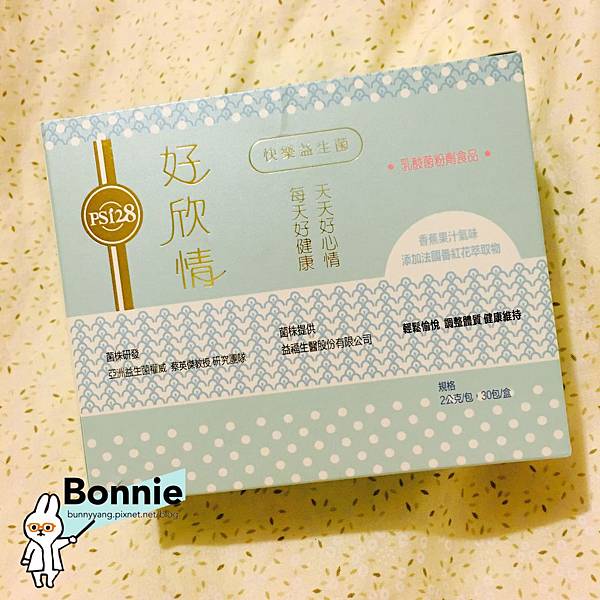 快樂益生菌
PS128
好欣情
天天好心情
每天好健康
乳酸菌粉劑食品
香蕉果汁氣味
添加法國番紅花萃取物
菌株研發
亞洲益生菌權威 蔡英傑教授 研究團隊
菌株提供
益福生醫股份有限公司
輕鬆愉悅 調整體質 健康維持
規格
2公克/包,30包/盒
Bonnie
bunnyyang.pixnet.net/blog